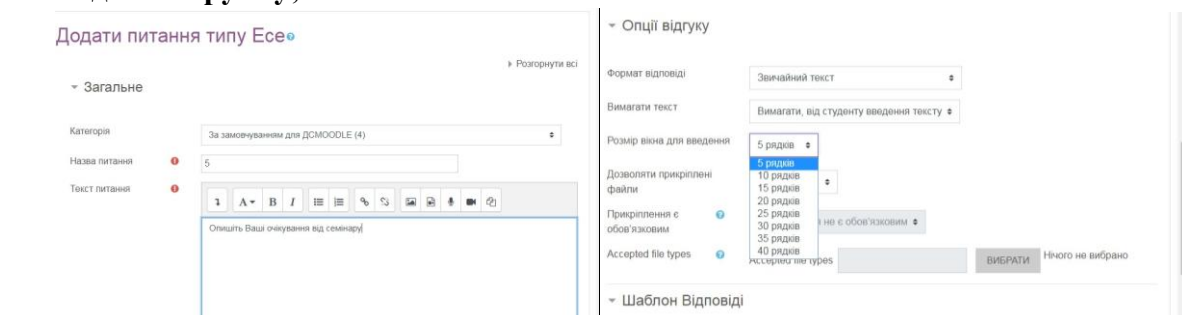 Додати питання типу Есе
Розгорнути всі
Загальне
Категорія
За замовчуванням для ДСMOODLE (4)
Назва питання
5
Текст питання
A B I
Опишіть Ваші очікування від семінару
Опції відгуку
Формат відповіді
Звичайний текст
Вимагати текст
Вимагати, від студенту введення тексту
Розмір вікна для введення
5 рядків
5 рядків
10 рядків
15 рядків
20 рядків
25 рядків
30 рядків
35 рядків
40 рядків
Дозволяти прикріплені
файли
Прикріплення є
обов'язковим
не є обов'язковим
Accepted file types
Accepted file types
ВИБРАТИ
Нічого не вибрано
Шаблон Відповіді